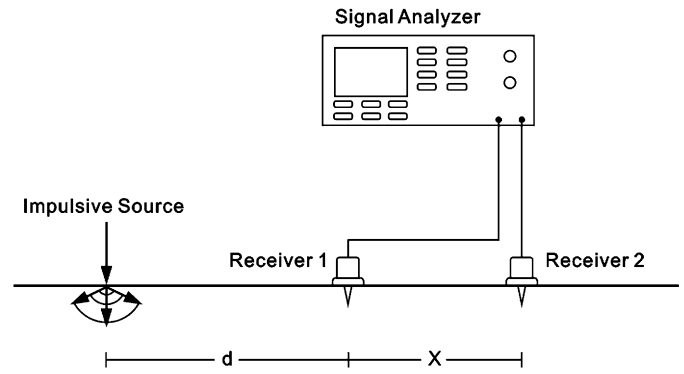 Signal Analyzer
Impulsive Source
Receiver 1
Receiver 2
d
X